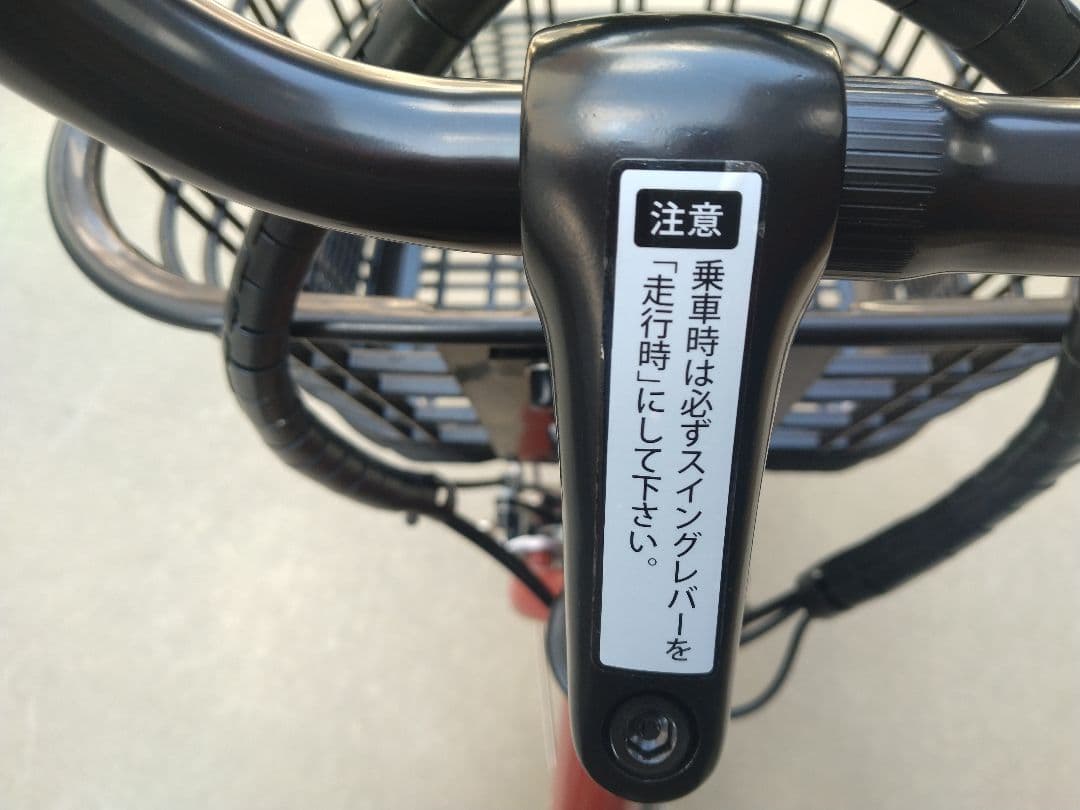 注意
乗車時は必ずスイングレバーを
「走行時」にして下さい。